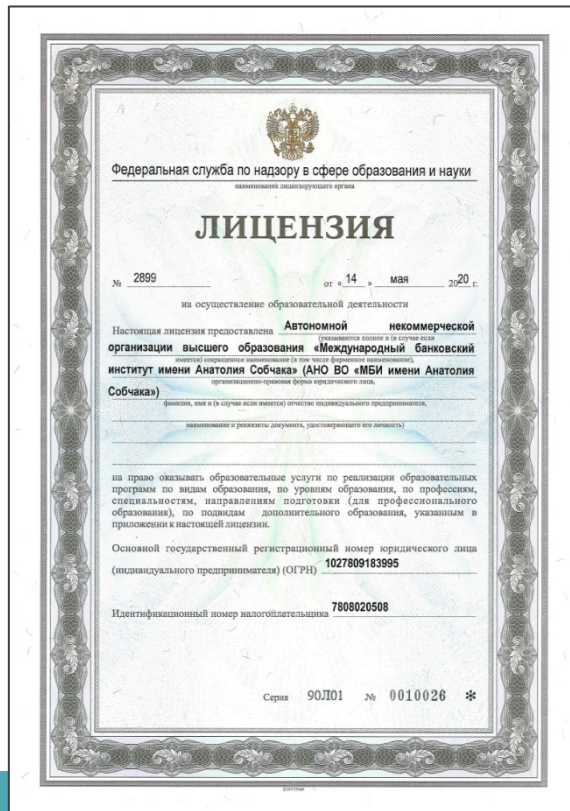 Федеральная служба по надзору в сфере образования и науки
наименование лицензирующего органа
ЛИЦЕНЗИЯ
№ 2899 от « 14 » мая 2020 г.
на осуществление образовательной деятельности
Настоящая лицензия предоставлена Автономной некоммерческой
(указываются полное и (в случае если
организации высшего образования «Международный банковский
имеется) сокращенное наименование (в том числе фирменное наименование),
институт имени Анатолия Собчака» (АНО ВО «МБИ имени Анатолия
организационно-правовая форма юридического лица,
Собчака»)
фамилия, имя и (в случае если имеется) отчество индивидуального предпринимателя,
наименование и реквизиты документа, удостоверяющего его личность)
на право оказывать образовательные услуги по реализации образовательных
программ по видам образования, по уровням образования, по профессиям,
специальностям, направлениям подготовки (для профессионального
образования), по подвидам дополнительного образования, указанным в
приложении к настоящей лицензии.
Основной государственный регистрационный номер юридического лица
(индивидуального предпринимателя) (ОГРН) 1027809183995
Идентификационный номер налогоплательщика 7808020508
Серия 90Л01 № 0010026 *